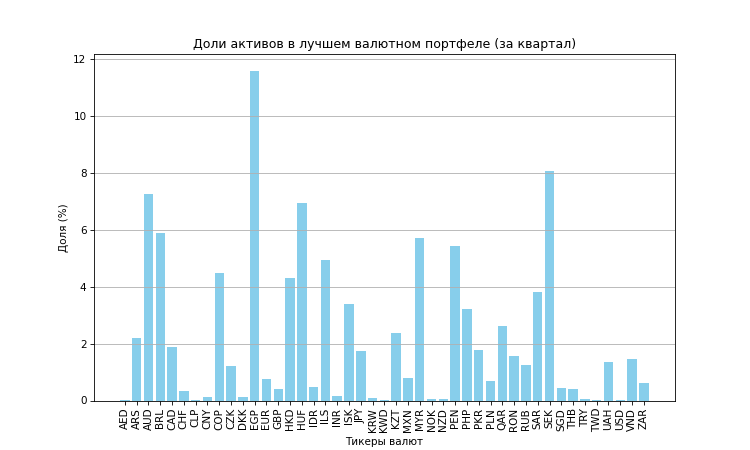 Доли активов в лучшем валютном портфеле (за квартал)
Доля (%)
12
10
8
6
4
2
0
AED ARS AUD BRL CAD CHF CLP CNY COP CZK DKK EGP EUR GBP HKD HUF IDR ILS INR ISK JPY KRW KWD KZT MXN MYR NOK NZD PEN PHP PKR PLN QAR RON RUB SAR SEK SGD THB TRY TWD UAH USD VND ZAR
Тикеры валют